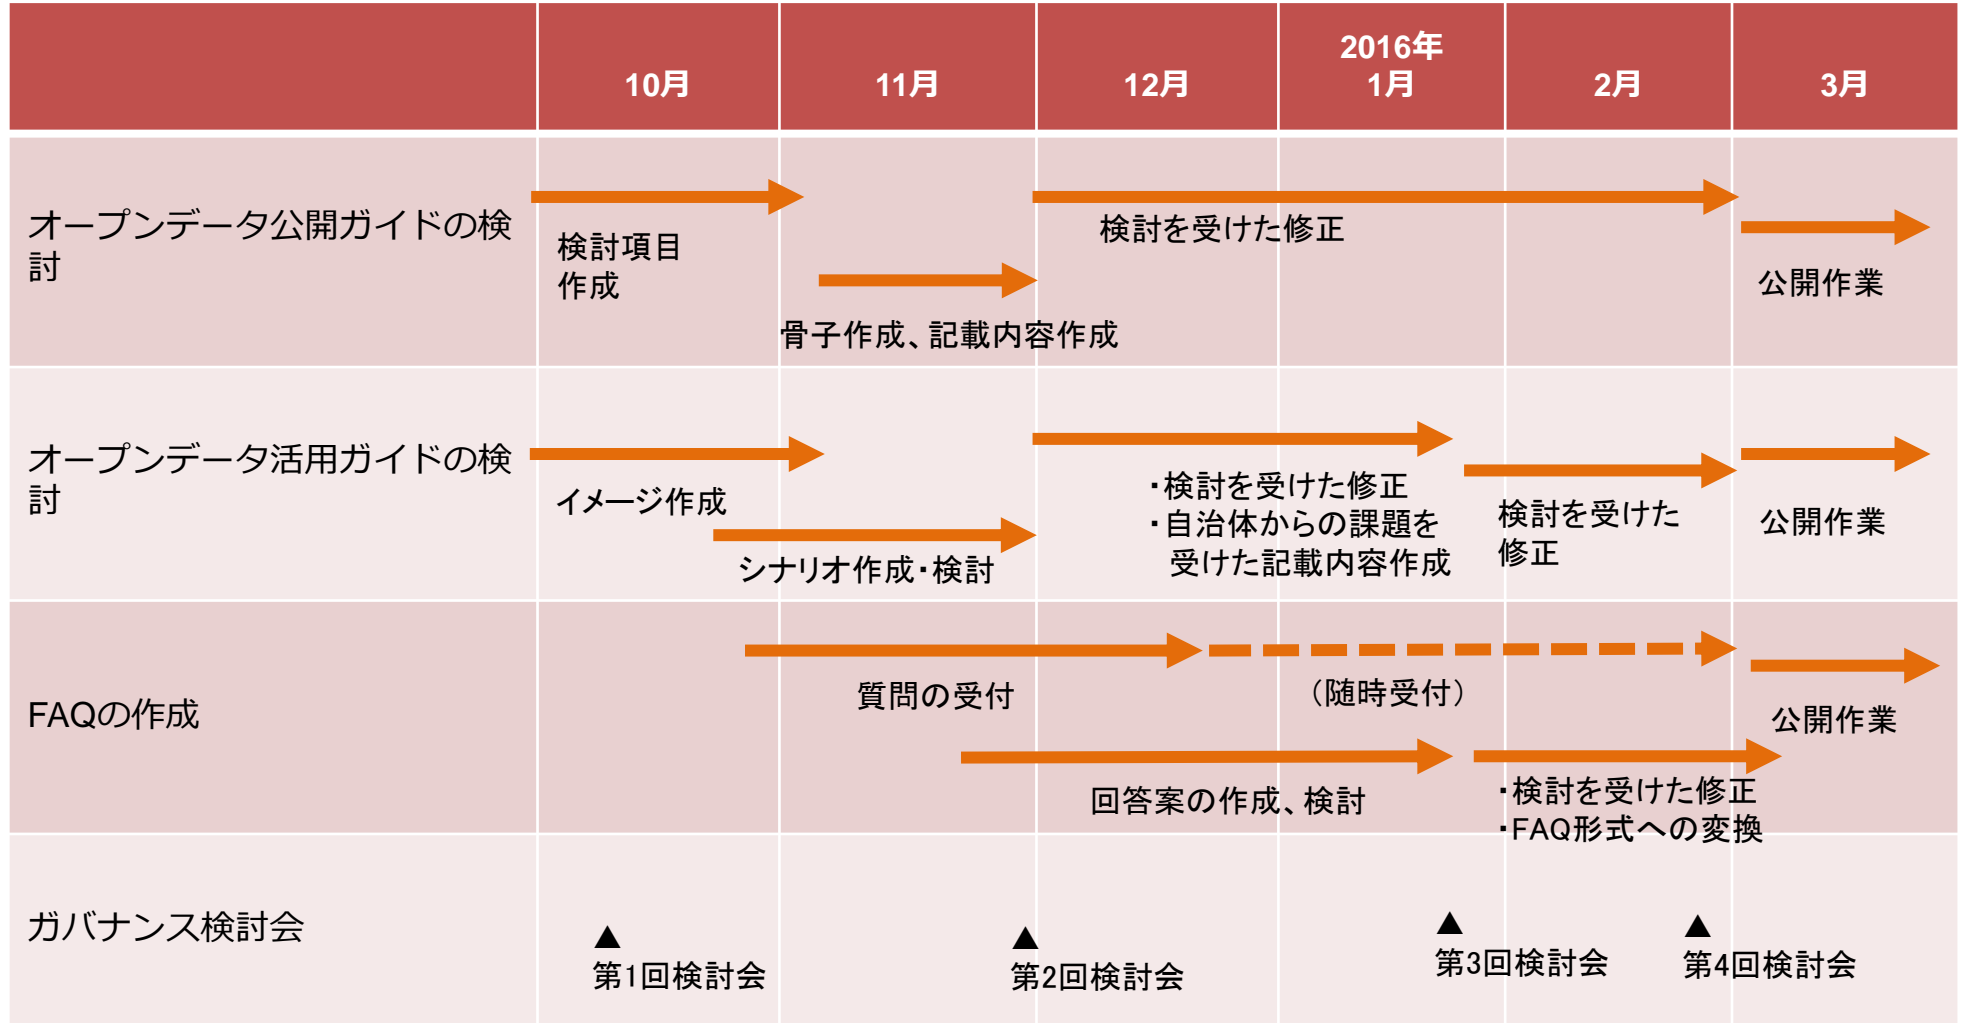 10月
11月
12月
2016年
1月
2月
3月
オープンデータ公開ガイドの検
討
検討項目
作成
骨子作成、記載内容作成
検討を受けた修正
公開作業
オープンデータ活用ガイドの検
討
イメージ作成
シナリオ作成・検討
・検討を受けた修正
・自治体からの課題を
受けた記載内容作成
検討を受けた
修正
公開作業
FAQの作成
質問の受付
（随時受付）
公開作業
回答案の作成、検討
・検討を受けた修正
・FAQ形式への変換
ガバナンス検討会
▲
第1回検討会
▲
第2回検討会
▲
第3回検討会
▲
第4回検討会